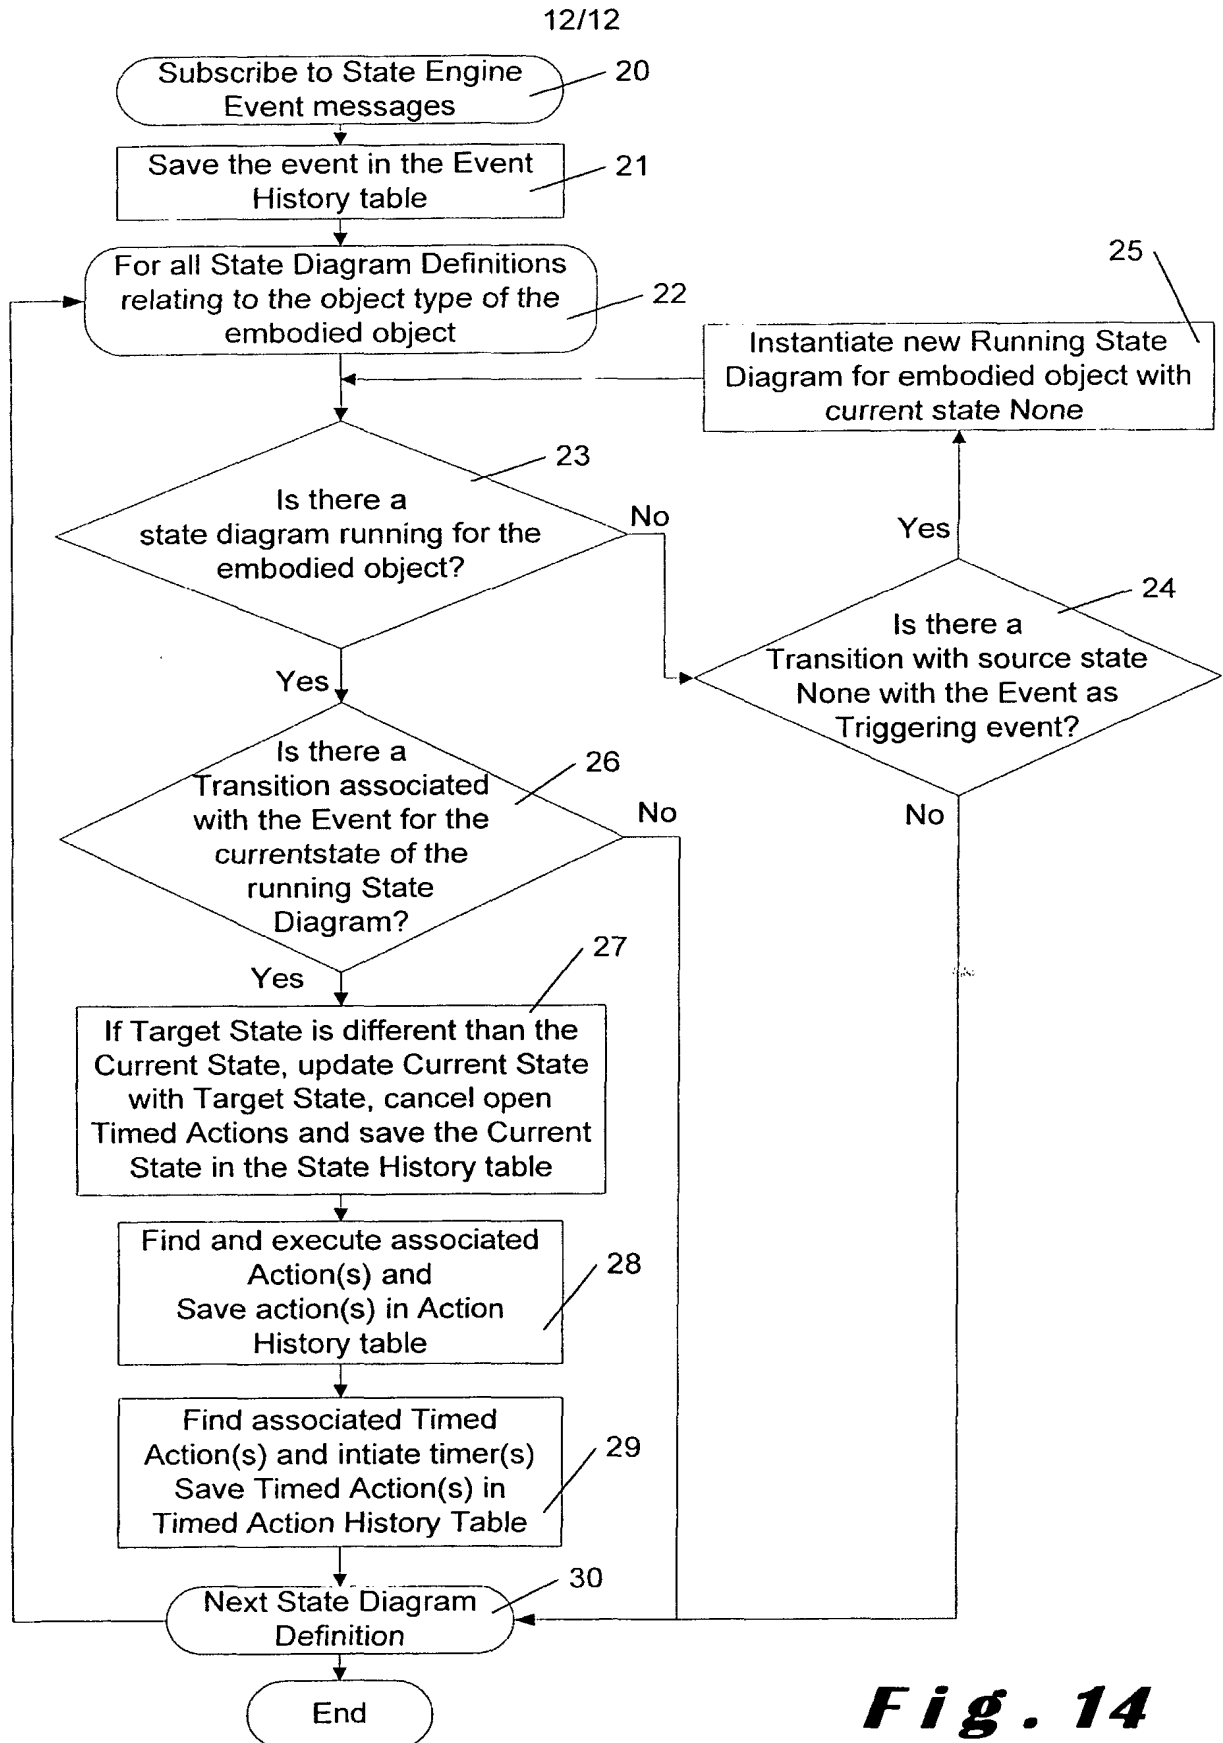 12/12
Subscribe to State Engine
Event messages
20
Save the event in the Event
History table
21
For all State Diagram Definitions
relating to the object type of the
embodied object
22
25
Instantiate new Running State
Diagram for embodied object with
current state None
23
Is there a
state diagram running for the
embodied object?
No
Yes
24
Is there a
Transition with source state
None with the Event as
Triggering event?
Yes
No
26
Is there a
Transition associated
with the Event for the
currentstate of the
running State
Diagram?
No
Yes
27
If Target State is different than the
Current State, update Current State
with Target State, cancel open
Timed Actions and save the Current
State in the State History table
Find and execute associated
Action(s) and
Save action(s) in Action
History table
28
Find associated Timed
Action(s) and intiate timer(s)
Save Timed Action(s) in
Timed Action History Table
29
30
Next State Diagram
Definition
End
Fig. 14